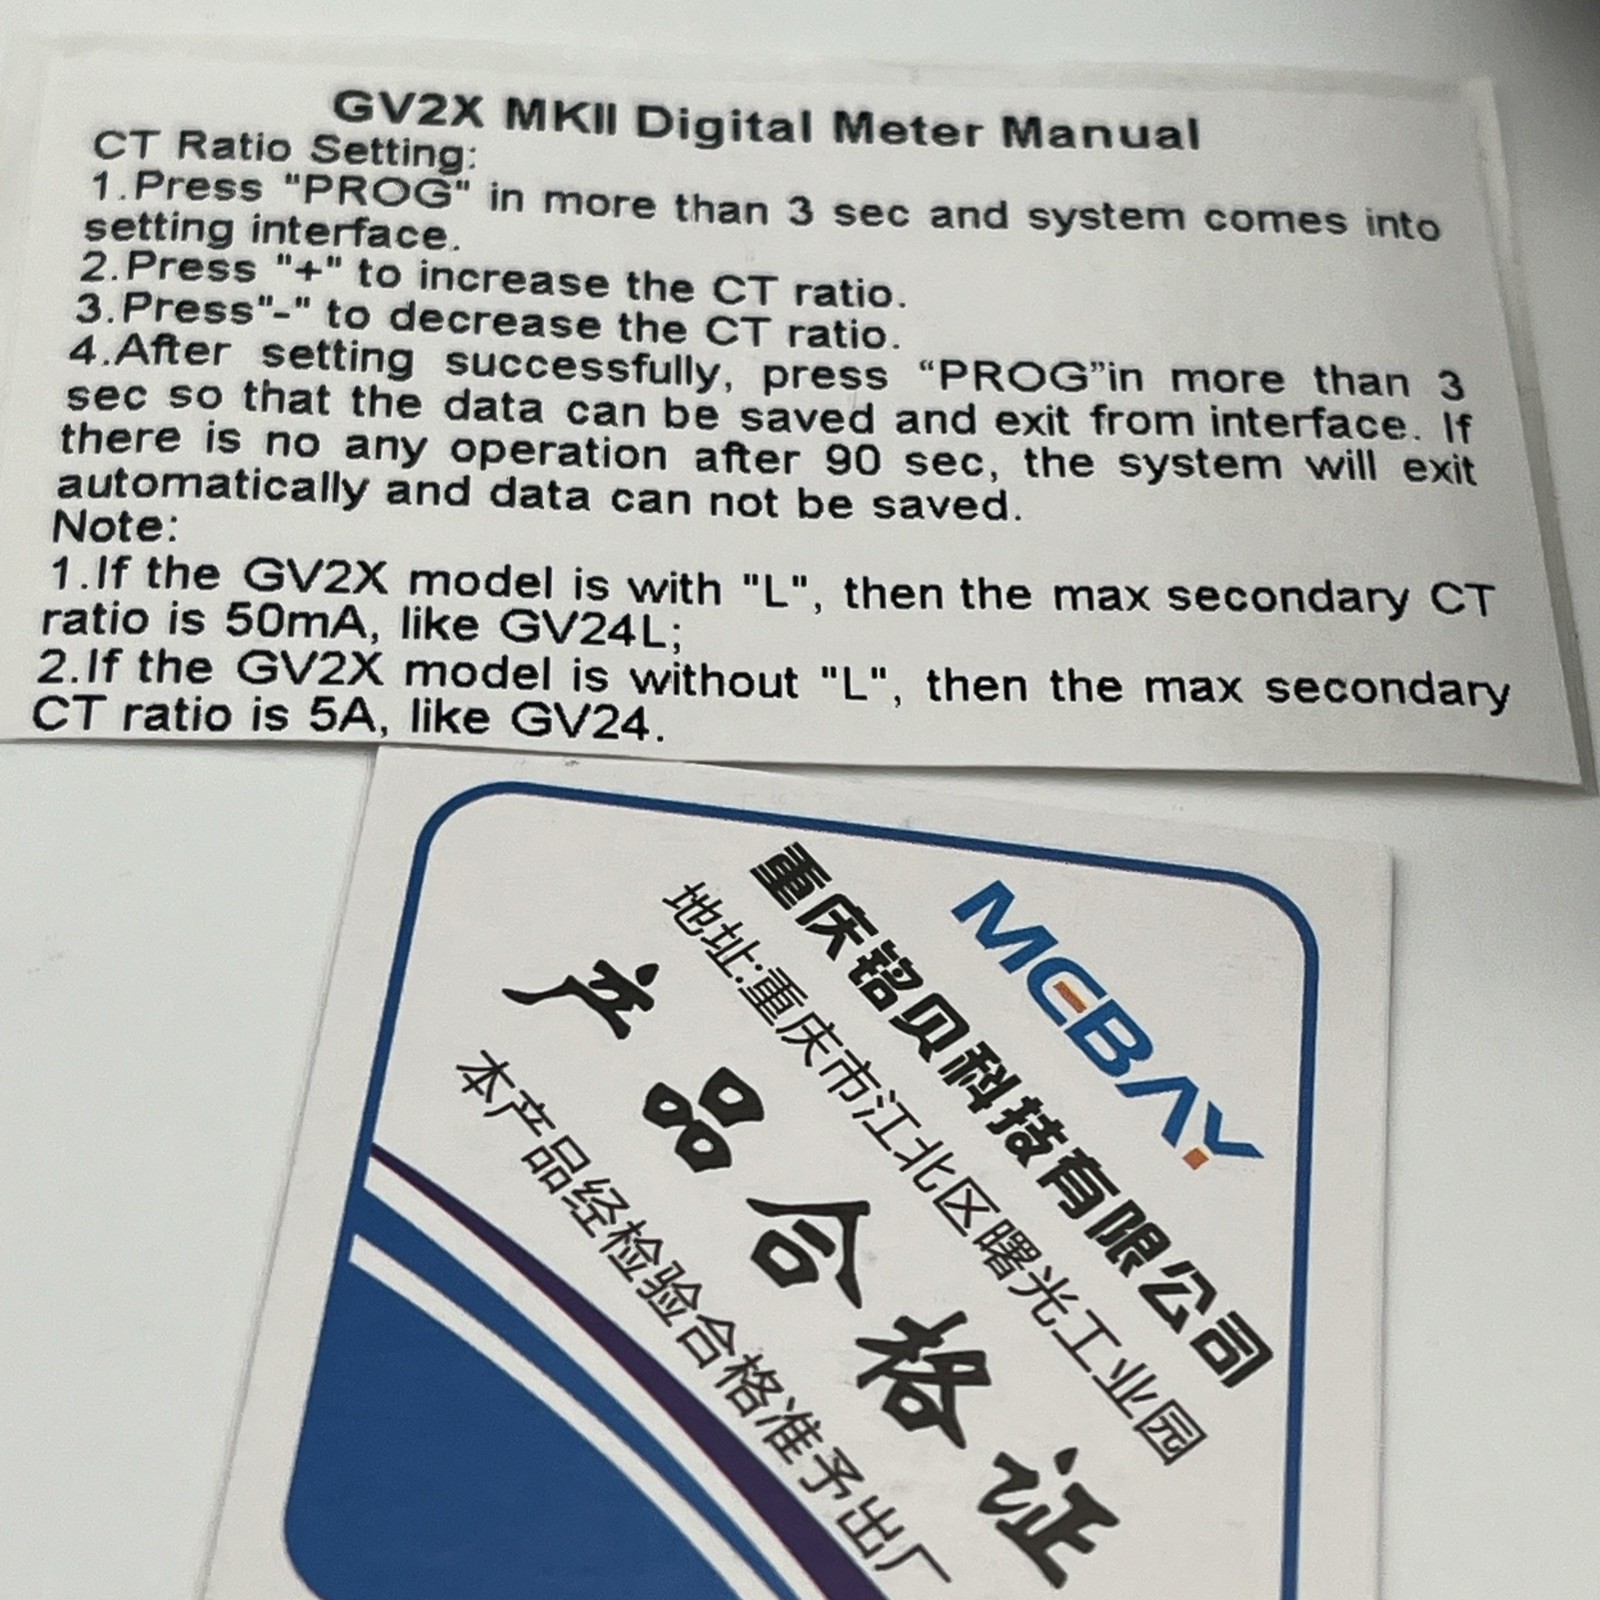 GV2X MKII Digital Meter Manual
CT Ratio Setting:
1.Press "PROG" in more than 3 sec and system comes into
setting interface.
2.Press "+" to increase the CT ratio.
3.Press"-" to decrease the CT ratio.
4.After setting successfully, press “PROG”in more than 3
sec so that the data can be saved and exit from interface. If
there is no any operation after 90 sec, the system will exit
automatically and data can not be saved.
Note:
1.If the GV2X model is with "L", then the max secondary CT
ratio is 50mA, like GV24L;
2.If the GV2X model is without "L", then the max secondary
CT ratio is 5A, like GV24.
MEBAY
重庆铭贝科技有限公司
地址:重庆市江北区曙光工业园
产品合格证
本产品经检验合格准予出厂